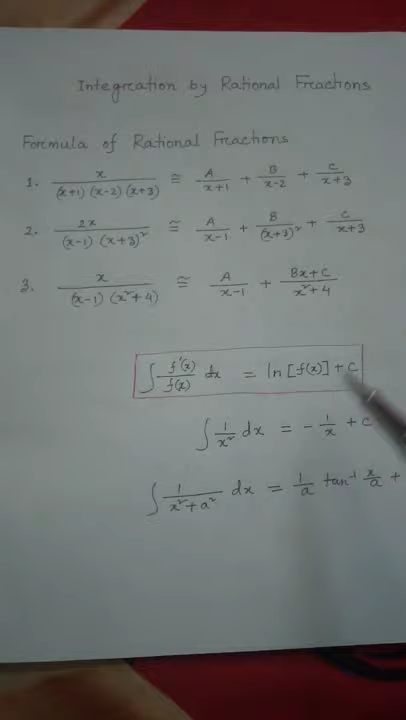 Integration by Rational Fractions
Formula of Rational Fractions
1. x/((x+1)(x-2)(x+3)) ≅ A/(x+1) + B/(x-2) + C/(x+3)
2. 2x/((x-1)(x+3)²) ≅ A/(x-1) + B/(x+3)² + C/(x+3)
3. x/((x-1)(x²+4)) ≅ A/(x-1) + (Bx+C)/(x²+4)
∫ f'(x)/f(x) dx = ln [f(x)] + C
∫ 1/x² dx = - 1/x + C
∫ 1/(x²+a²) dx = 1/a tan⁻¹ x/a +